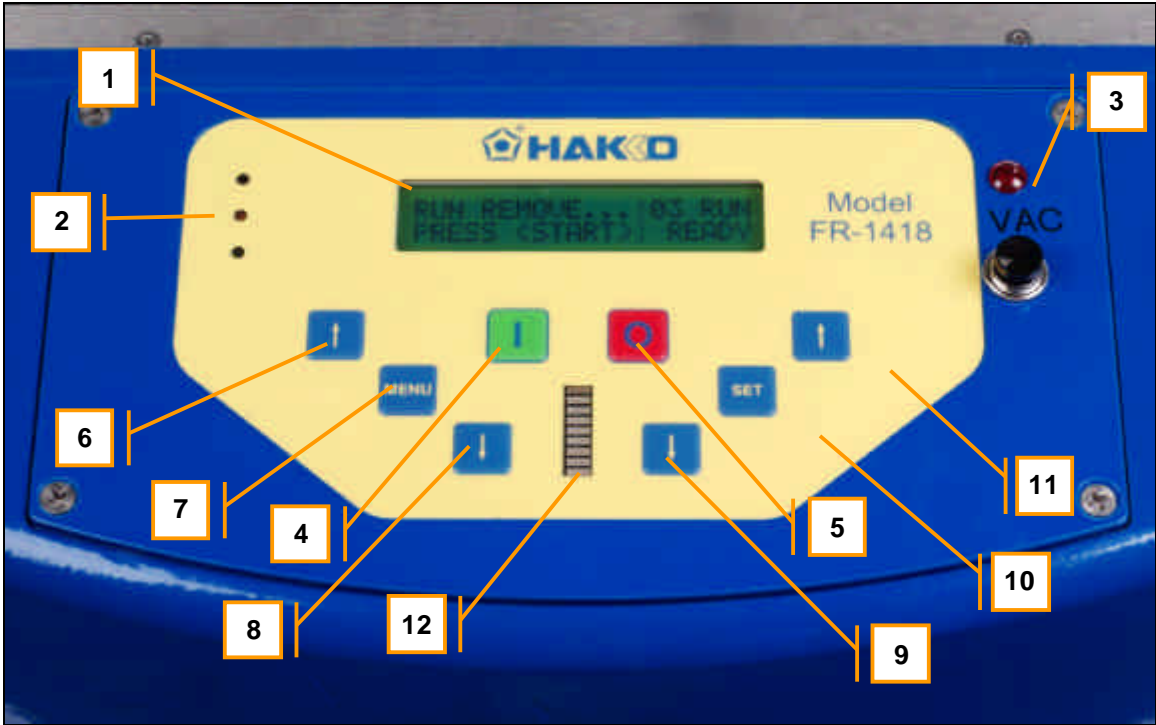 1
HAKKO
3
2
RUN REMOVE...|03 RUN
PRESS <START>| READY
Model
FR-1418
VAC
MENU
SET
6
7
4
5
11
8
12
9
10